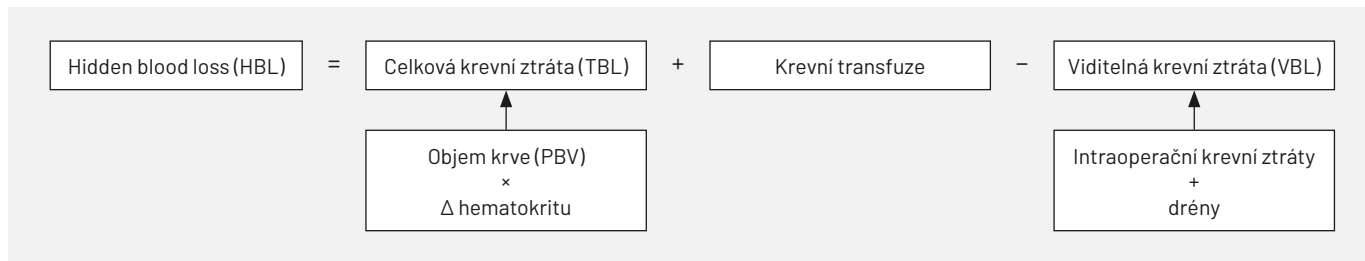 Hidden blood loss (HBL) = Celková krevní ztráta (TBL) + Krevní transfuze – Viditelná krevní ztráta (VBL)
Objem krve (PBV)
×
Δ hematokritu
Intraoperační krevní ztráty
+
drény